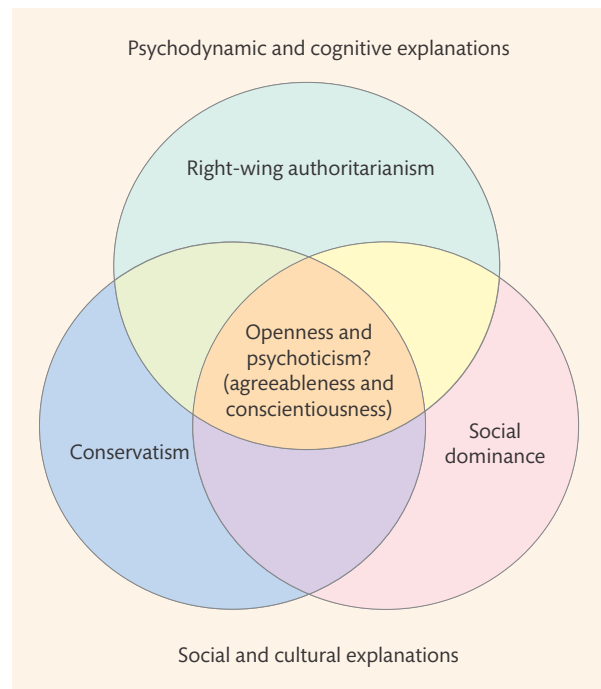 Psychodynamic and cognitive explanations
Right-wing authoritarianism
Openness and
psychoticism?
(agreeableness and
conscientiousness)
Conservatism
Social
dominance
Social and cultural explanations